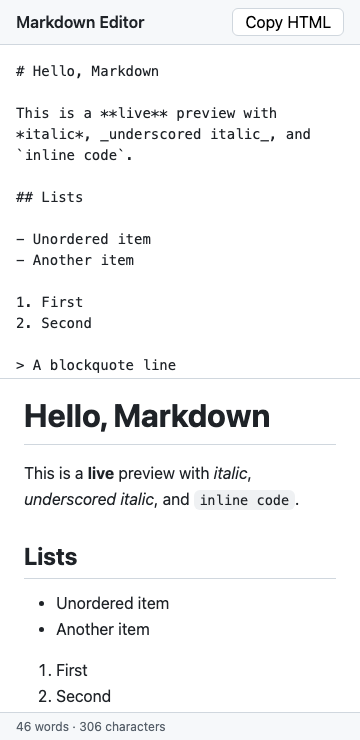 Markdown Editor
Copy HTML
# Hello, Markdown
This is a **live** preview with
*italic*, _underscored italic_, and
`inline code`.
## Lists
- Unordered item
- Another item
1. First
2. Second
> A blockquote line
Hello, Markdown
This is a live preview with italic,
underscored italic, and inline code.
Lists
• Unordered item
• Another item
1. First
2. Second
46 words · 306 characters